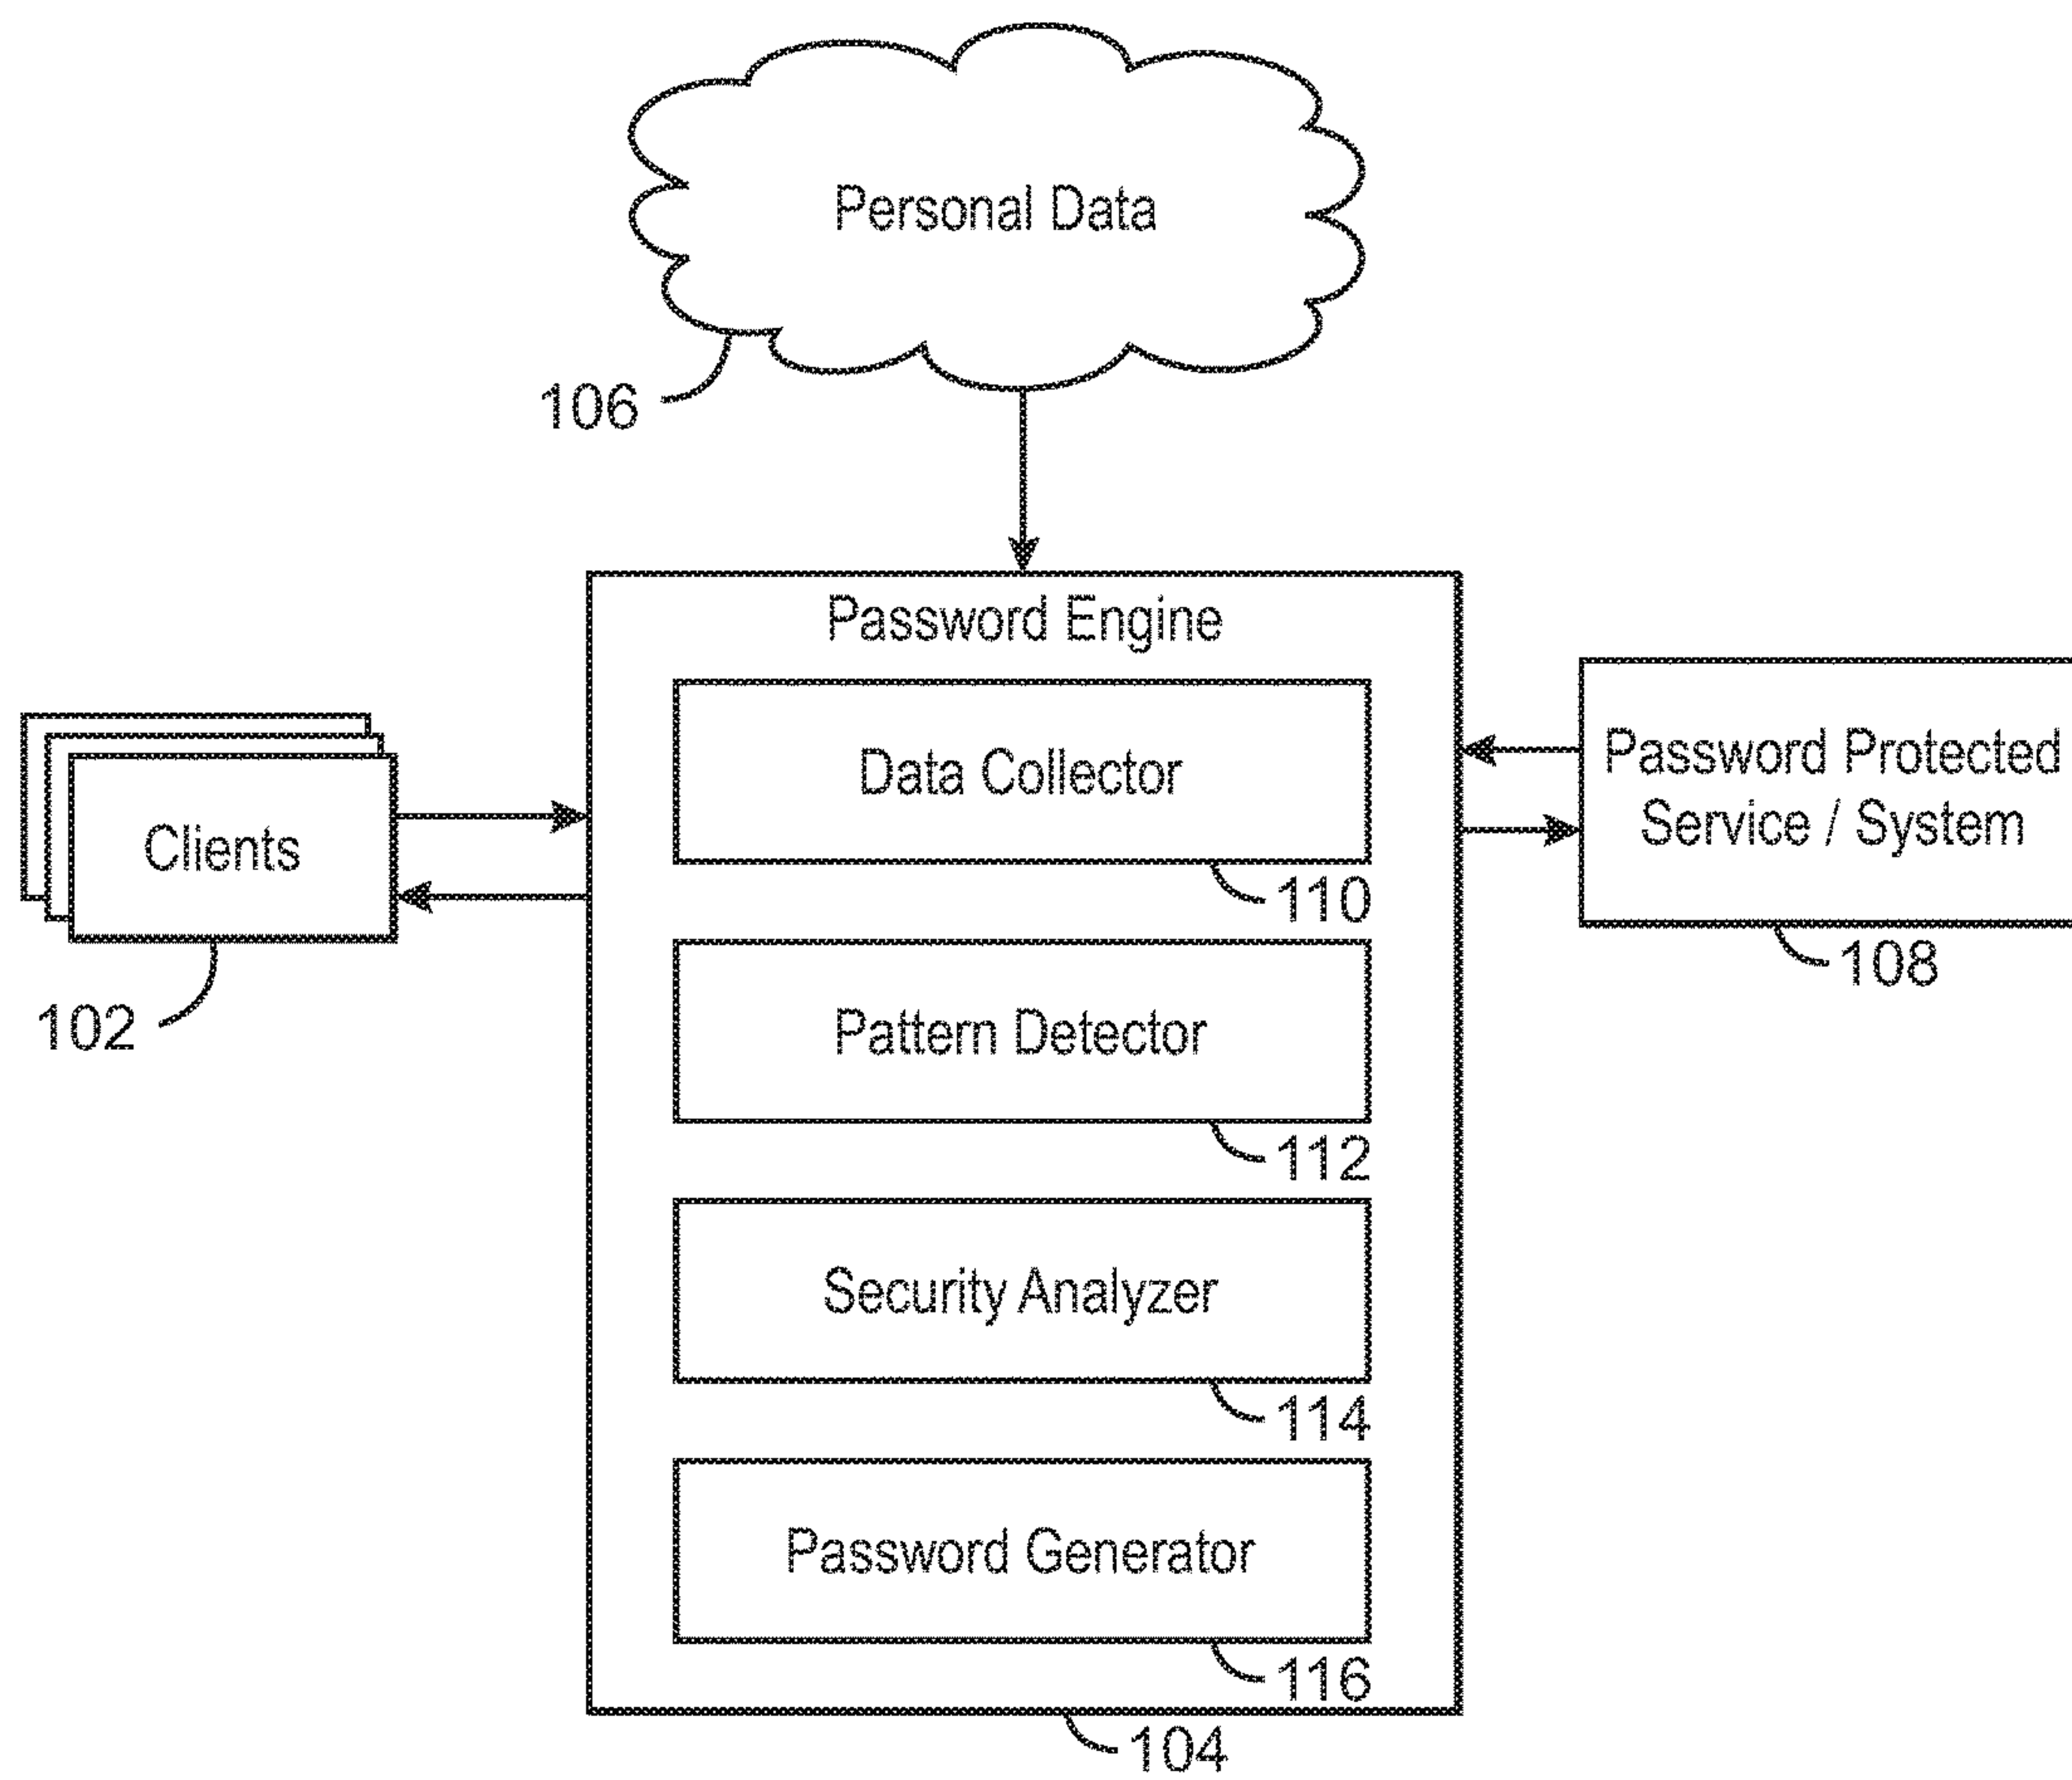 Personal Data
106
Password Engine
Data Collector
110
Clients
102
Password Protected
Service / System
108
Pattern Detector
112
Security Analyzer
114
Password Generator
116
104